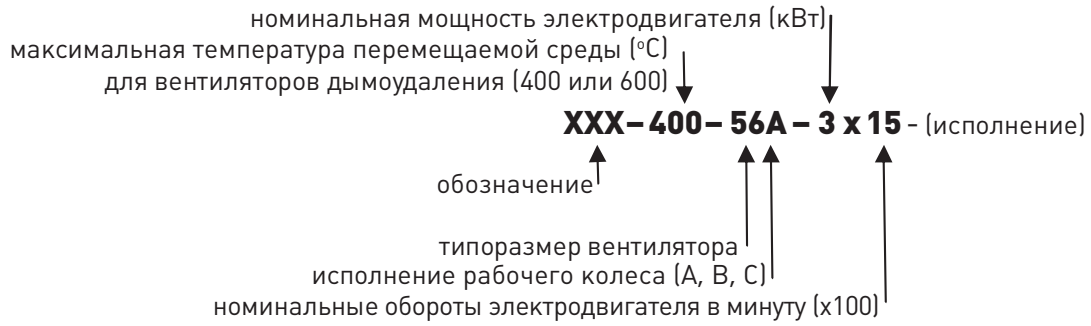 номинальная мощность электродвигателя (кВт)
максимальная температура перемещаемой среды (°С)
для вентиляторов дымоудаления (400 или 600)
XXX – 400 – 56A – 3 x 15 - (исполнение)
обозначение
типоразмер вентилятора
исполнение рабочего колеса (А, В, С)
номинальные обороты электродвигателя в минуту (х100)